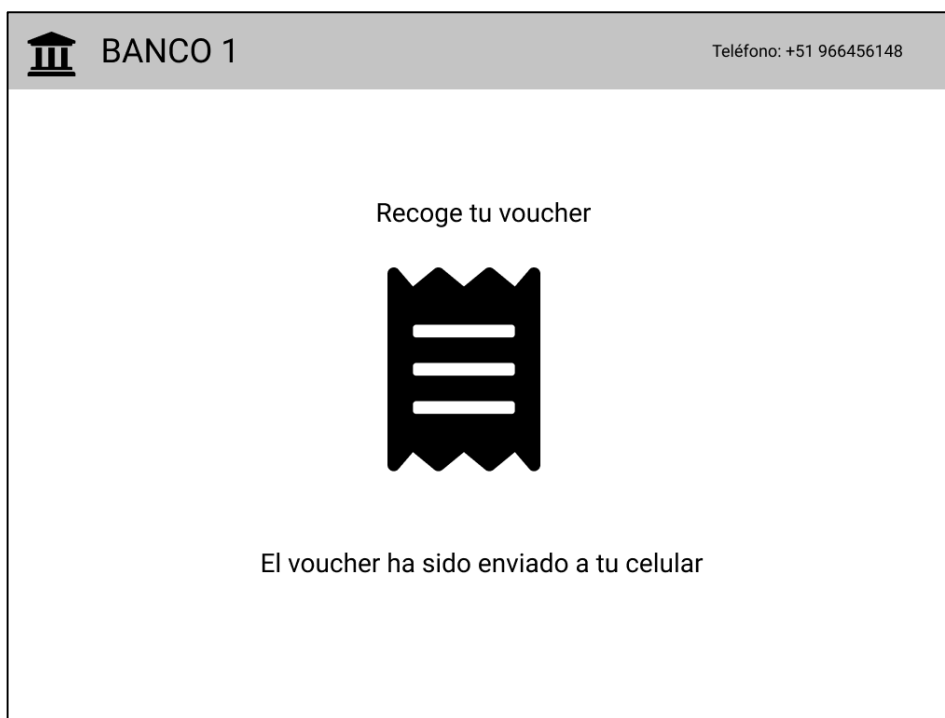 BANCO 1
Teléfono: +51 966456148
Recoge tu voucher
El voucher ha sido enviado a tu celular